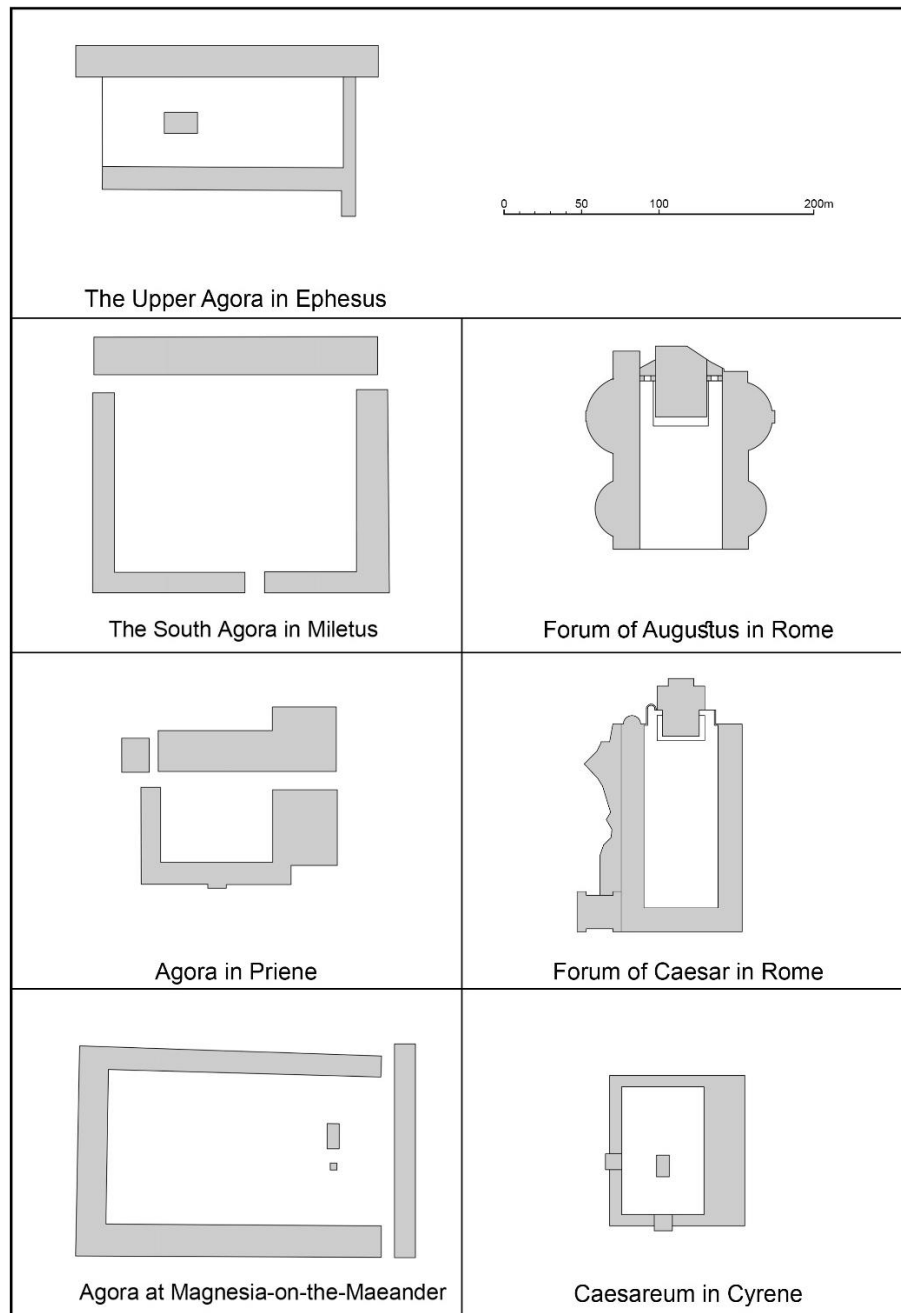 0 50 100 200m
The Upper Agora in Ephesus
The South Agora in Miletus
Forum of Augustus in Rome
Agora in Priene
Forum of Caesar in Rome
Agora at Magnesia-on-the-Maeander
Caesareum in Cyrene